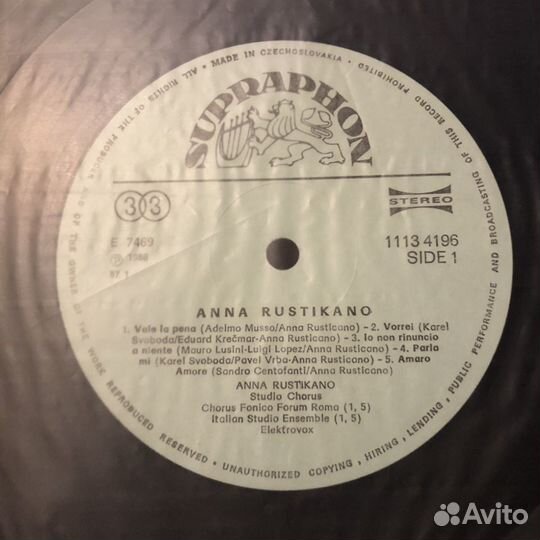 • MADE IN CZECHOSLOVAKIA •
ALL RIGHTS OF THE PRODUCER AND OF THE OWNER OF THE WORK REPRODUCED RESERVED • UNAUTHORIZED COPYING, HIRING, LENDING, PUBLIC PERFORMANCE AND BROADCASTING OF THIS RECORD PROHIBITED
SUPRAPHON
33
STEREO
E 7469
1113 4196
℗ 1988
SIDE 1
ANNA RUSTIKANO
1. Vale la pena (Adelmo Musso/Anna Rusticano) – 2. Vorrei (Karel
Svoboda/Eduard Krečmar-Anna Rusticano) – 3. Io non rinuncio
a niente (Mauro Lusini-Luigi Lopez/Anna Rusticano) – 4. Parla
mi (Karel Svoboda/Pavel Vrba-Anna Rusticano) – 5. Amaro
Amore (Sandro Centofanti/Anna Rusticano)
ANNA RUSTIKANO
Studio Chorus
Chorus Fonico Forum Roma (1, 5)
Italian Studio Ensemble (1, 5)
Elektrovox
Avito